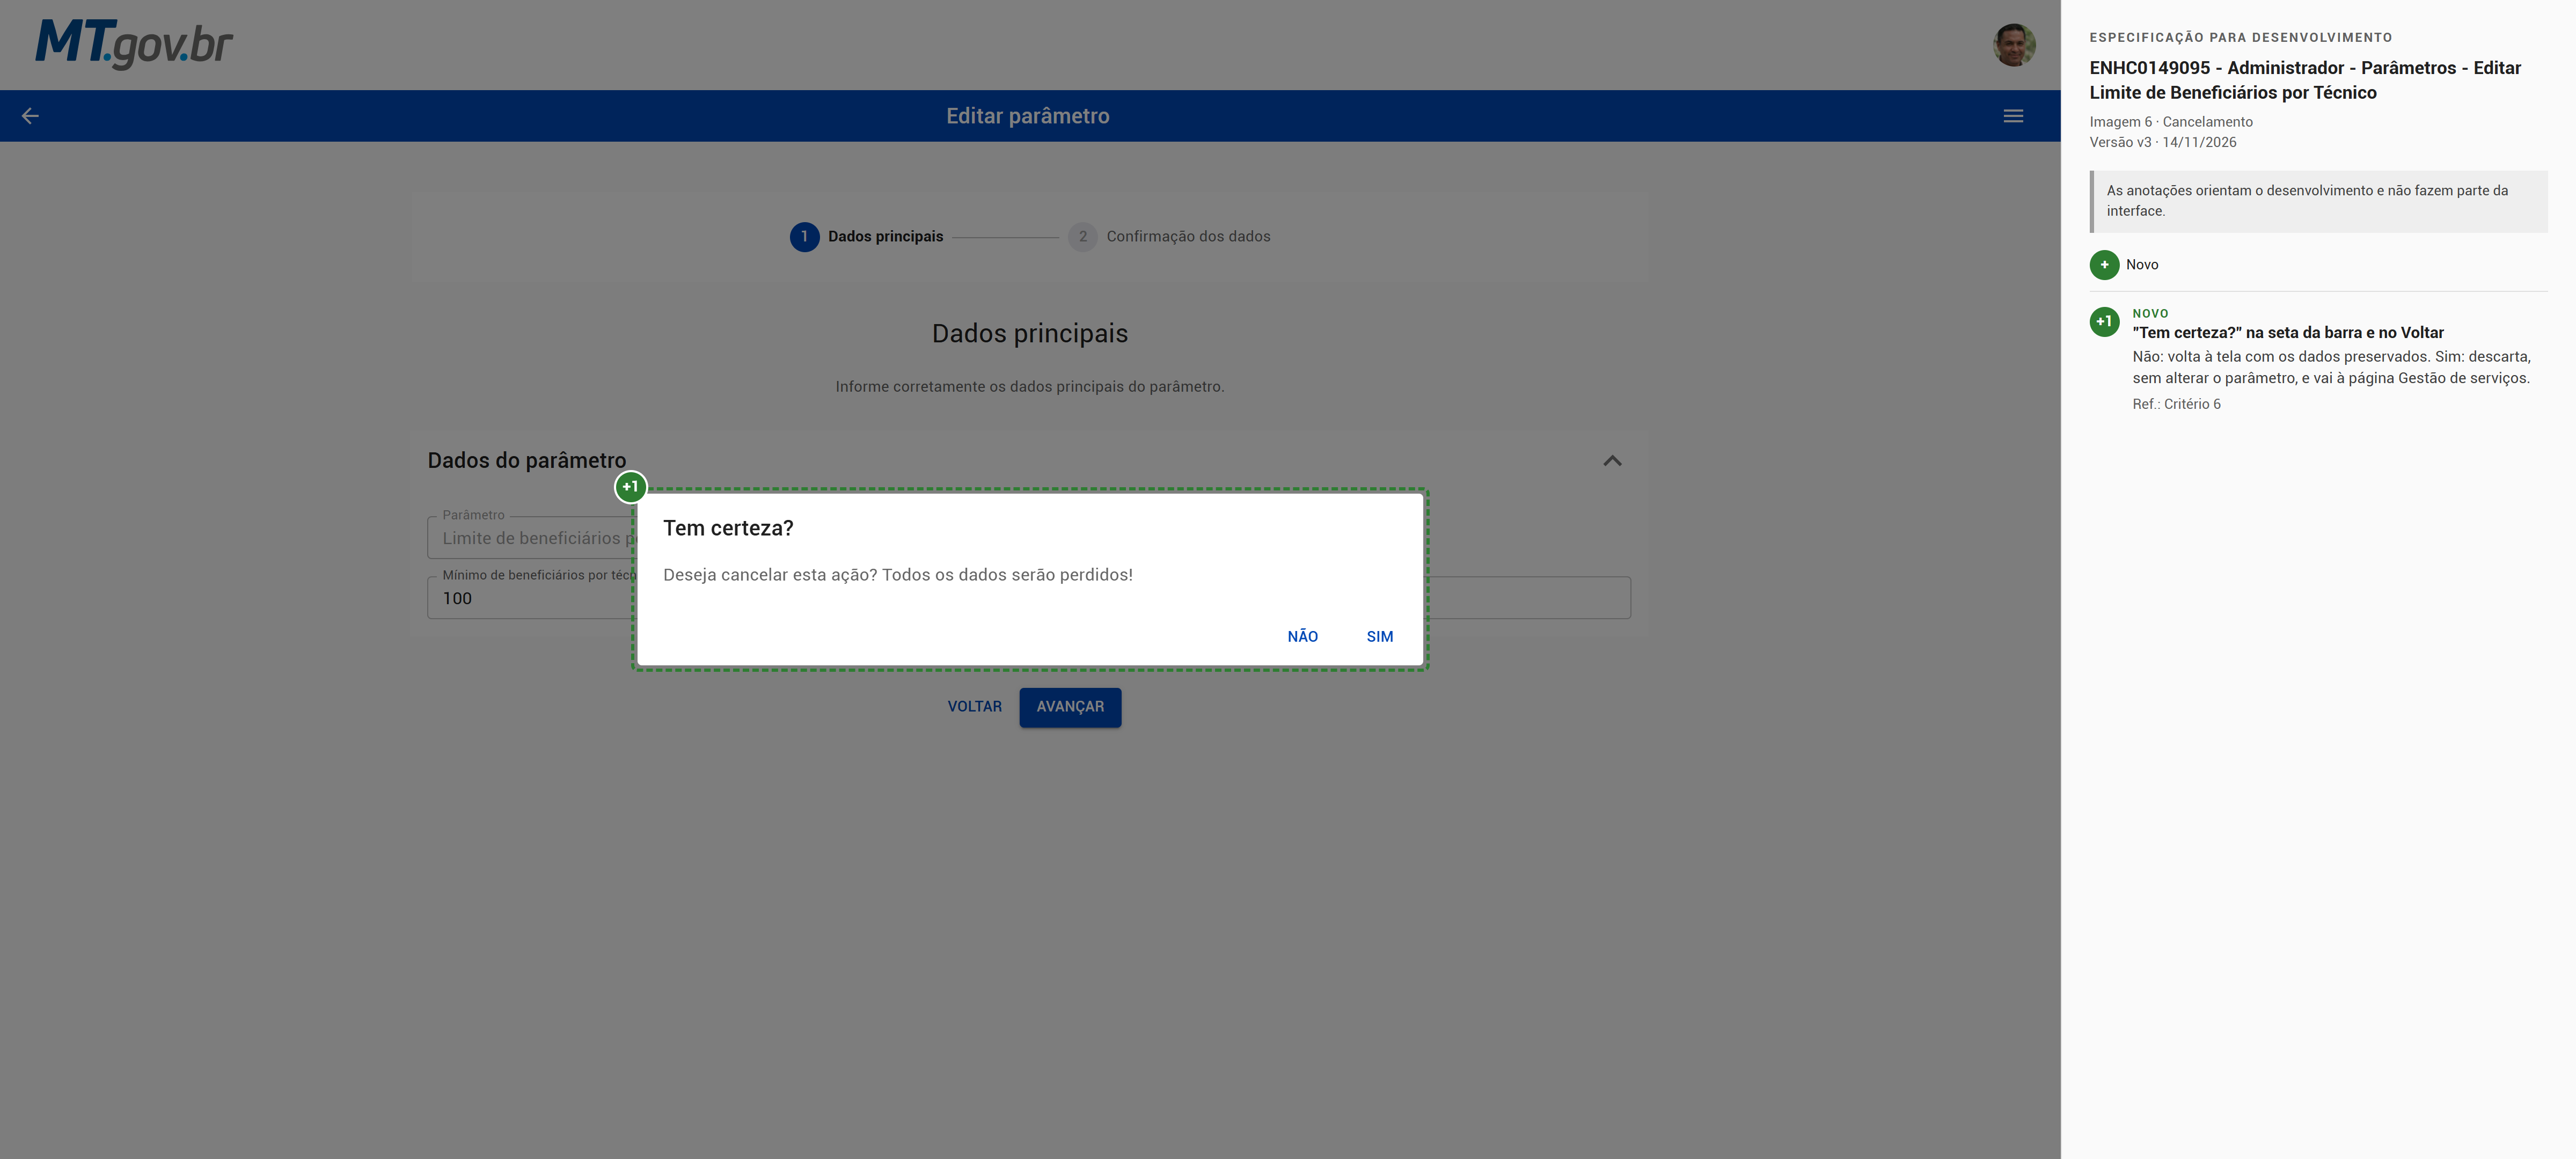 MT.gov.br
Editar parâmetro
1 Dados principais
2 Confirmação dos dados
Dados principais
Informe corretamente os dados principais do parâmetro.
Dados do parâmetro
Parâmetro
Limite de beneficiários
Mínimo de beneficiários por
100
+1
Tem certeza?
Deseja cancelar esta ação? Todos os dados serão perdidos!
NÃO
SIM
VOLTAR
AVANÇAR
ESPECIFICAÇÃO PARA DESENVOLVIMENTO
ENHC0149095 - Administrador - Parâmetros - Editar
Limite de Beneficiários por Técnico
Imagem 6 · Cancelamento
Versão v3 · 14/11/2026
As anotações orientam o desenvolvimento e não fazem parte da
interface.
+ Novo
+1
NOVO
"Tem certeza?" na seta da barra e no Voltar
Não: volta à tela com os dados preservados. Sim: descarta,
sem alterar o parâmetro, e vai à página Gestão de serviços.
Ref.: Critério 6